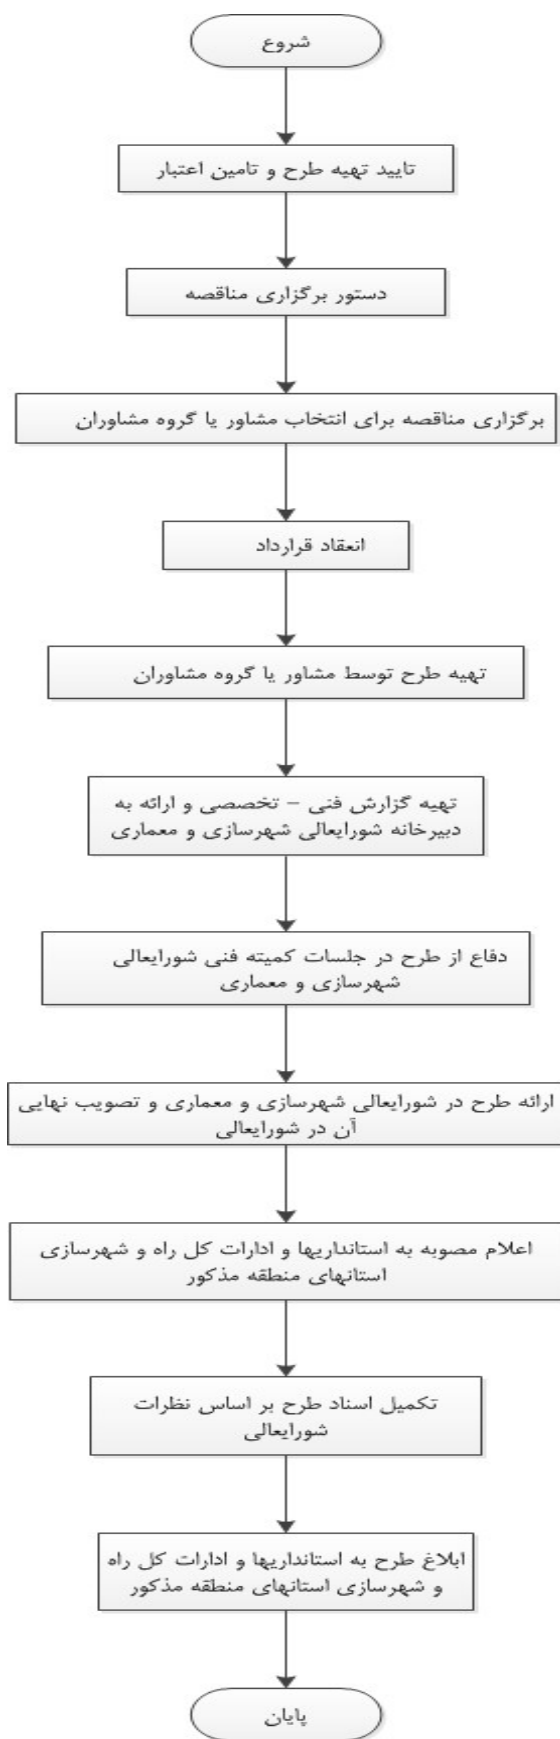 شروع
تایید تهیه طرح و تامین اعتبار
دستور برگزاری مناقصه
برگزاری مناقصه برای انتخاب مشاور یا گروه مشاوران
انعقاد قرارداد
تهیه طرح توسط مشاور یا گروه مشاوران
تهیه گزارش فنی – تخصصی و ارائه به
دبیرخانه شورایعالی شهرسازی و معماری
دفاع از طرح در جلسات کمیته فنی شورایعالی
شهرسازی و معماری
ارائه طرح در شورایعالی شهرسازی و معماری و تصویب نهایی
آن در شورایعالی
اعلام مصوبه به استانداریها و ادارات کل راه و شهرسازی
استانهای منطقه مذکور
تکمیل اسناد طرح بر اساس نظرات
شورایعالی
ابلاغ طرح به استانداریها و ادارات کل راه
و شهرسازی استانهای منطقه مذکور
پایان